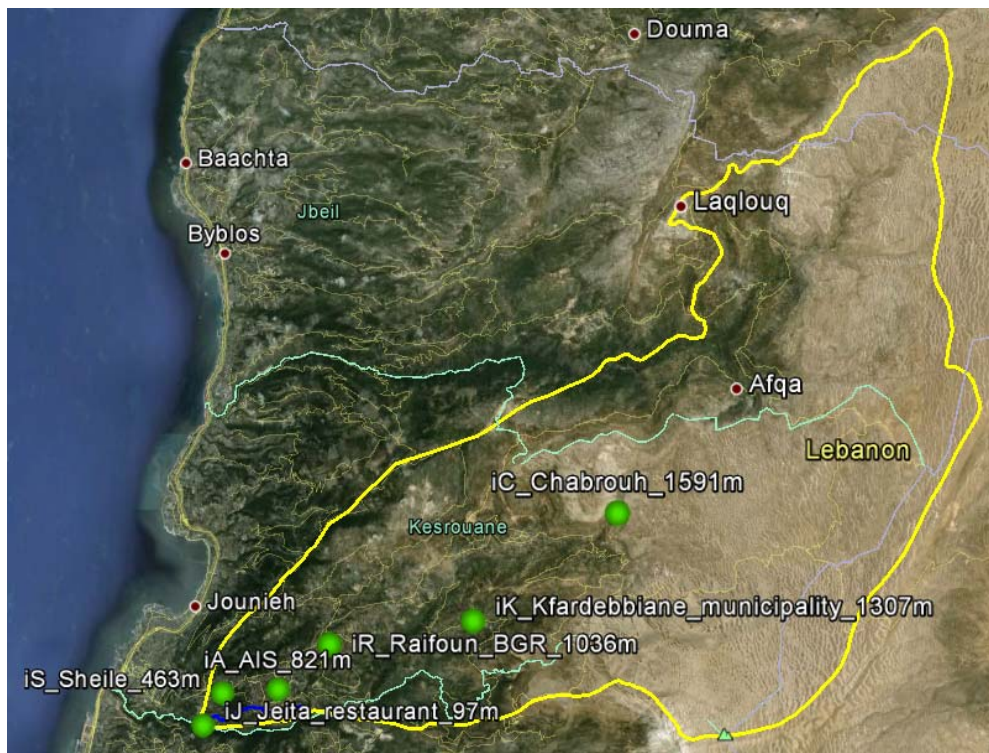 Douma
Baachta
Laqlouq
Jbeil
Byblos
Afqa
Lebanon
iC_Chabrouh_1591m
Kesrouane
Jounieh
iK_Kfardebbiane_municipality_1307m
iR_Raifoun_BGR_1036m
iA_AIS_821m
iS_Sheile_463m
iJ_Jeita_restaurant_97m